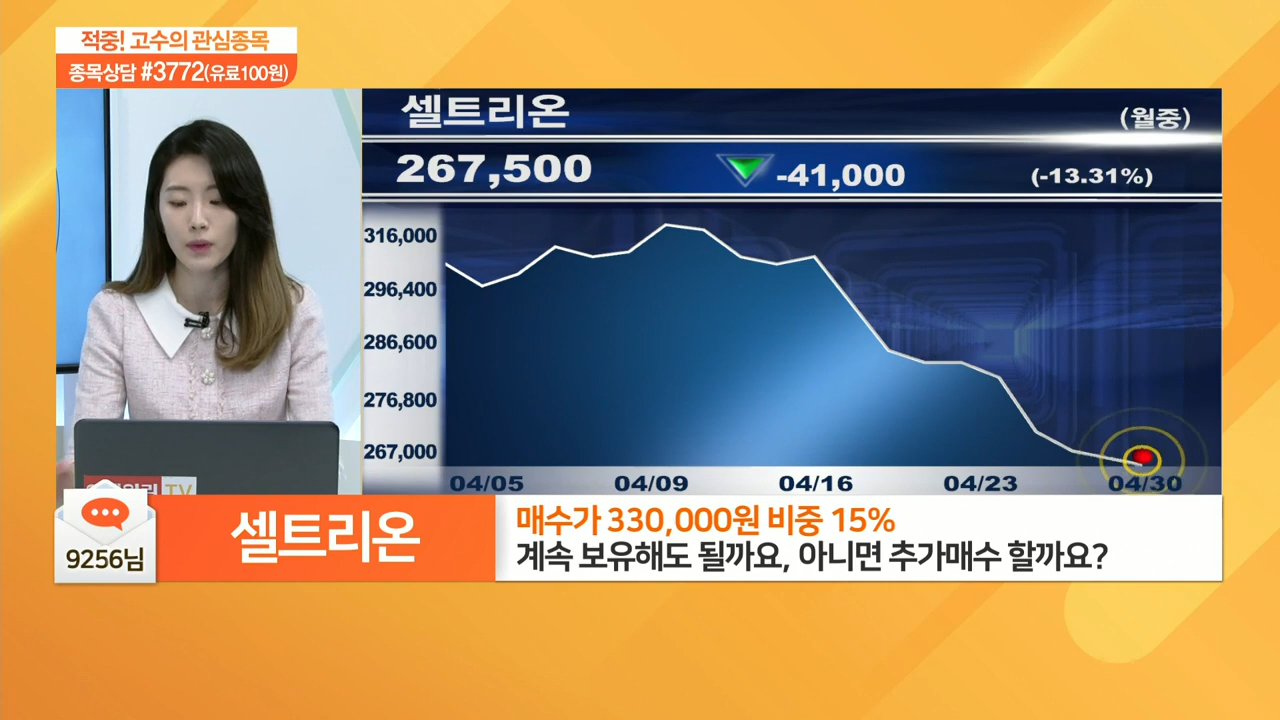 적중! 고수의 관심종목
종목상담 #3772(유료100원)
셀트리온
(월중)
267,500
-41,000
(-13.31%)
316,000
296,400
286,600
276,800
267,000
04/05
04/09
04/16
04/23
04/30
TV
9256님
셀트리온
매수가 330,000원 비중 15%
계속 보유해도 될까요, 아니면 추가매수 할까요?